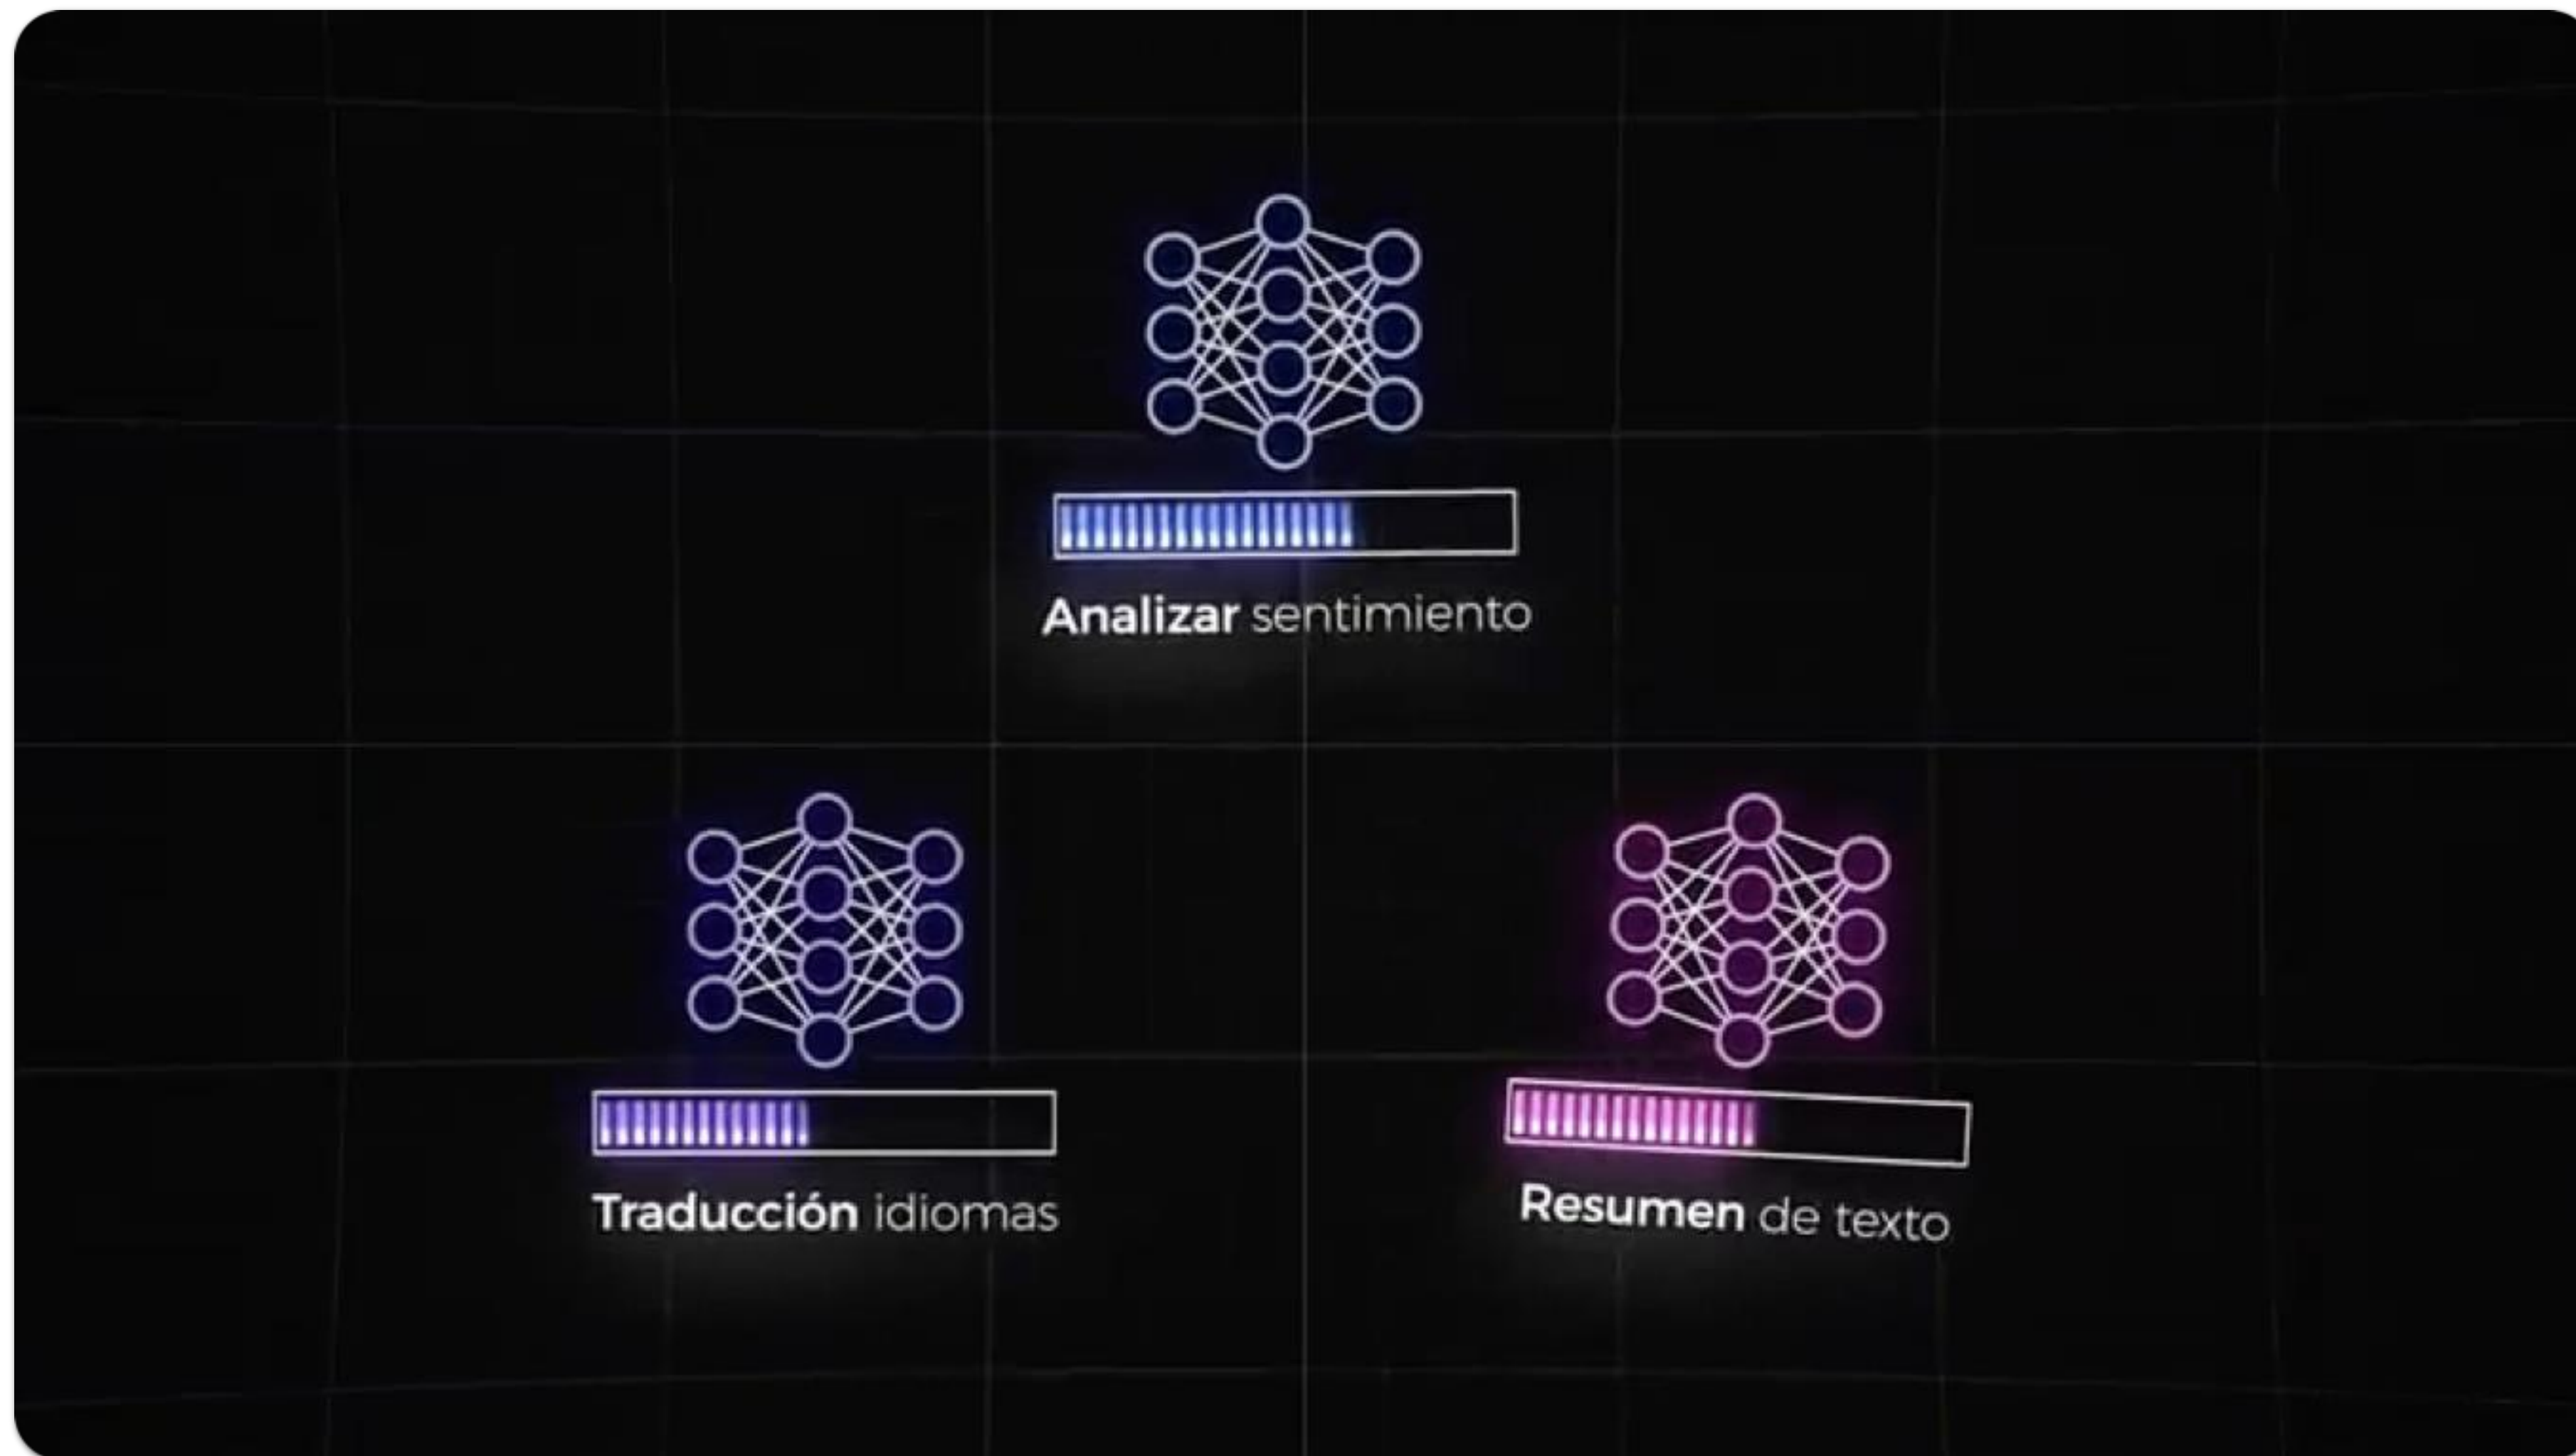 Analizar sentimiento
Traducción idiomas
Resumen de texto